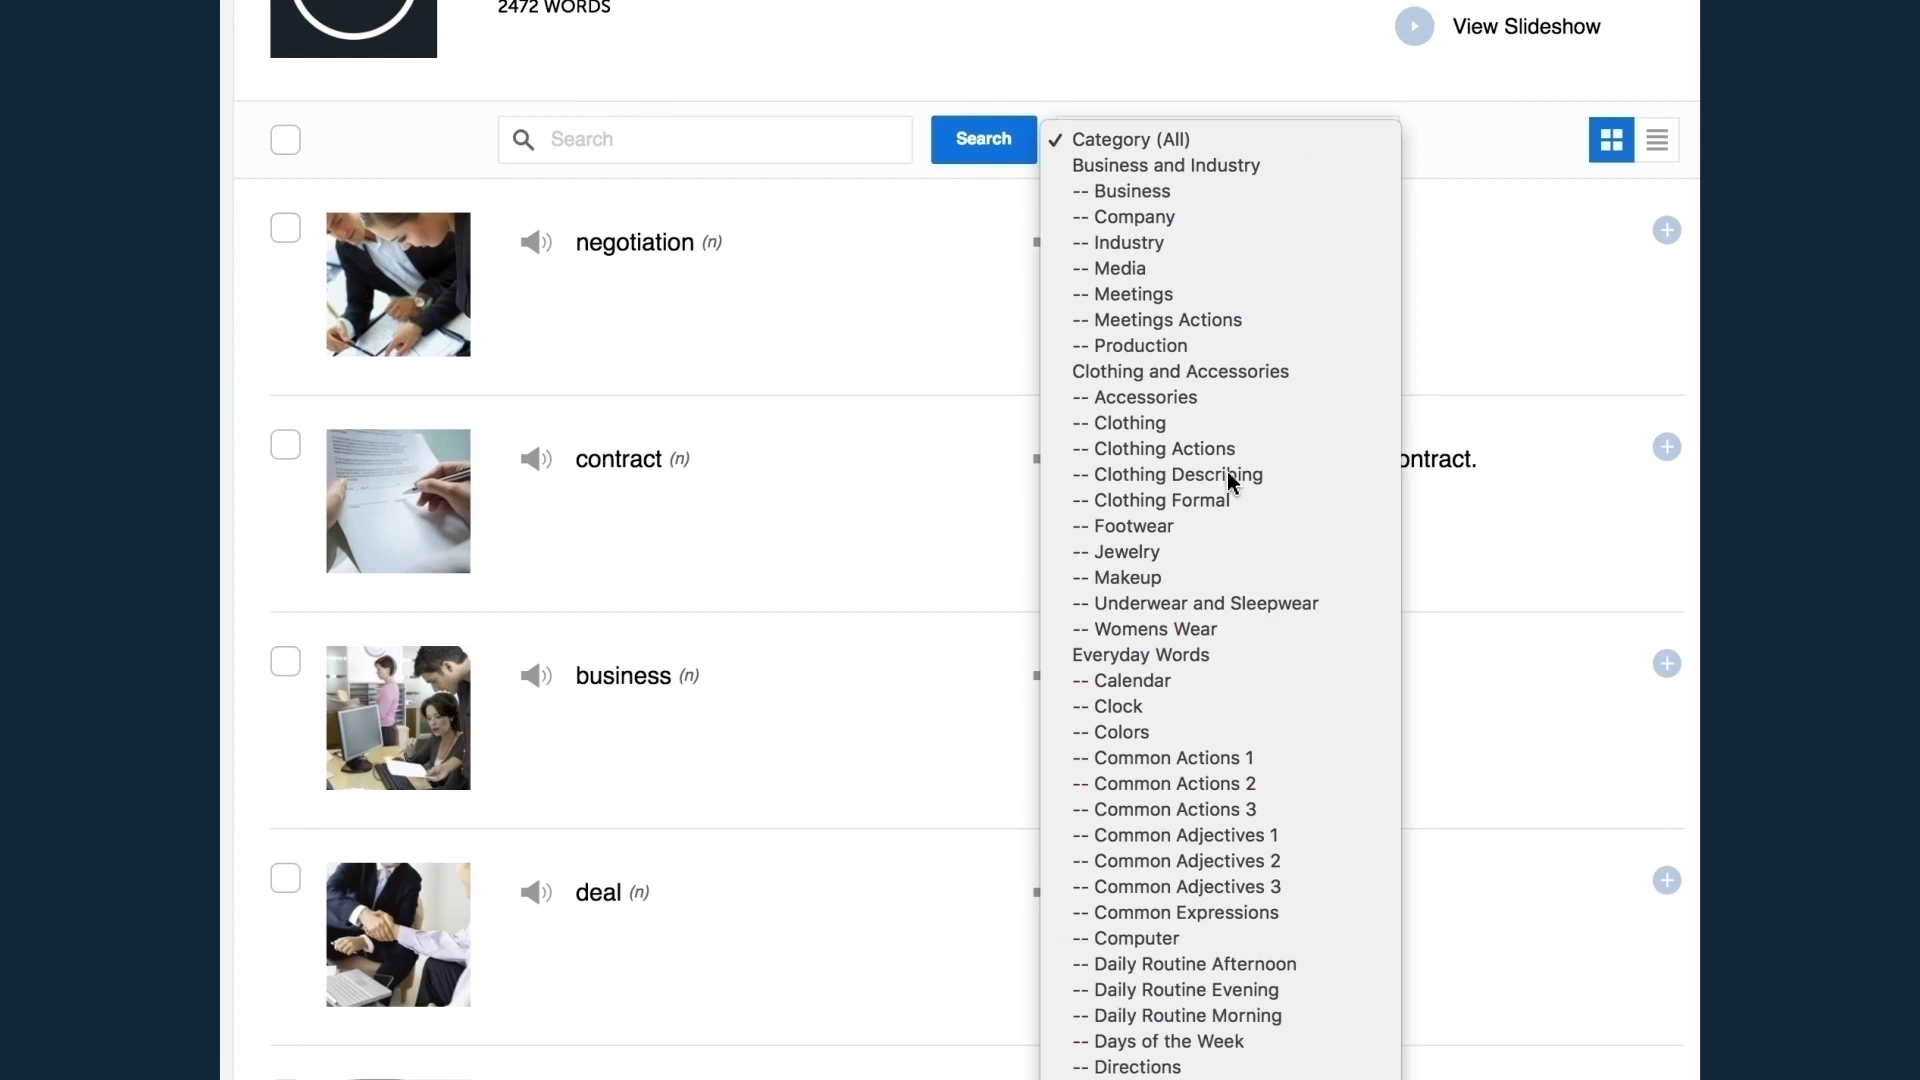 2472 WORDS
View Slideshow
Search
Search
✓ Category (All)
Business and Industry
-- Business
-- Company
-- Industry
-- Media
-- Meetings
-- Meetings Actions
-- Production
Clothing and Accessories
-- Accessories
-- Clothing
-- Clothing Actions
-- Clothing Describing
-- Clothing Formal
-- Footwear
-- Jewelry
-- Makeup
-- Underwear and Sleepwear
-- Womens Wear
Everyday Words
-- Calendar
-- Clock
-- Colors
-- Common Actions 1
-- Common Actions 2
-- Common Actions 3
-- Common Adjectives 1
-- Common Adjectives 2
-- Common Adjectives 3
-- Common Expressions
-- Computer
-- Daily Routine Afternoon
-- Daily Routine Evening
-- Daily Routine Morning
-- Days of the Week
-- Directions
negotiation (n)
contract (n)
ontract.
business (n)
deal (n)